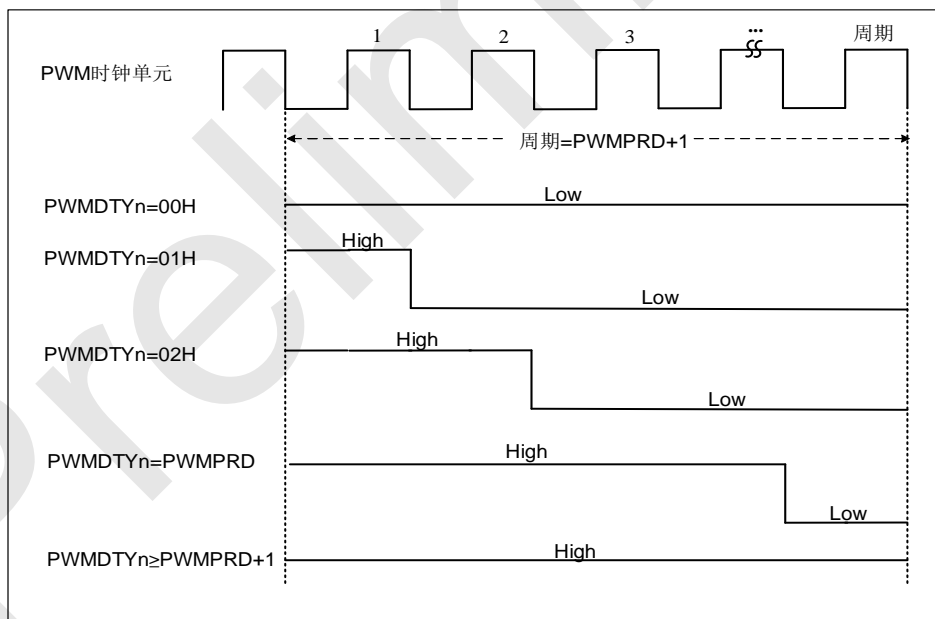 1 2 3 ... 周期
PWM时钟单元
周期=PWMPRD+1
PWMDTYn=00H
Low
PWMDTYn=01H
High
Low
PWMDTYn=02H
High
Low
PWMDTYn=PWMPRD
High
Low
PWMDTYn≥PWMPRD+1
High